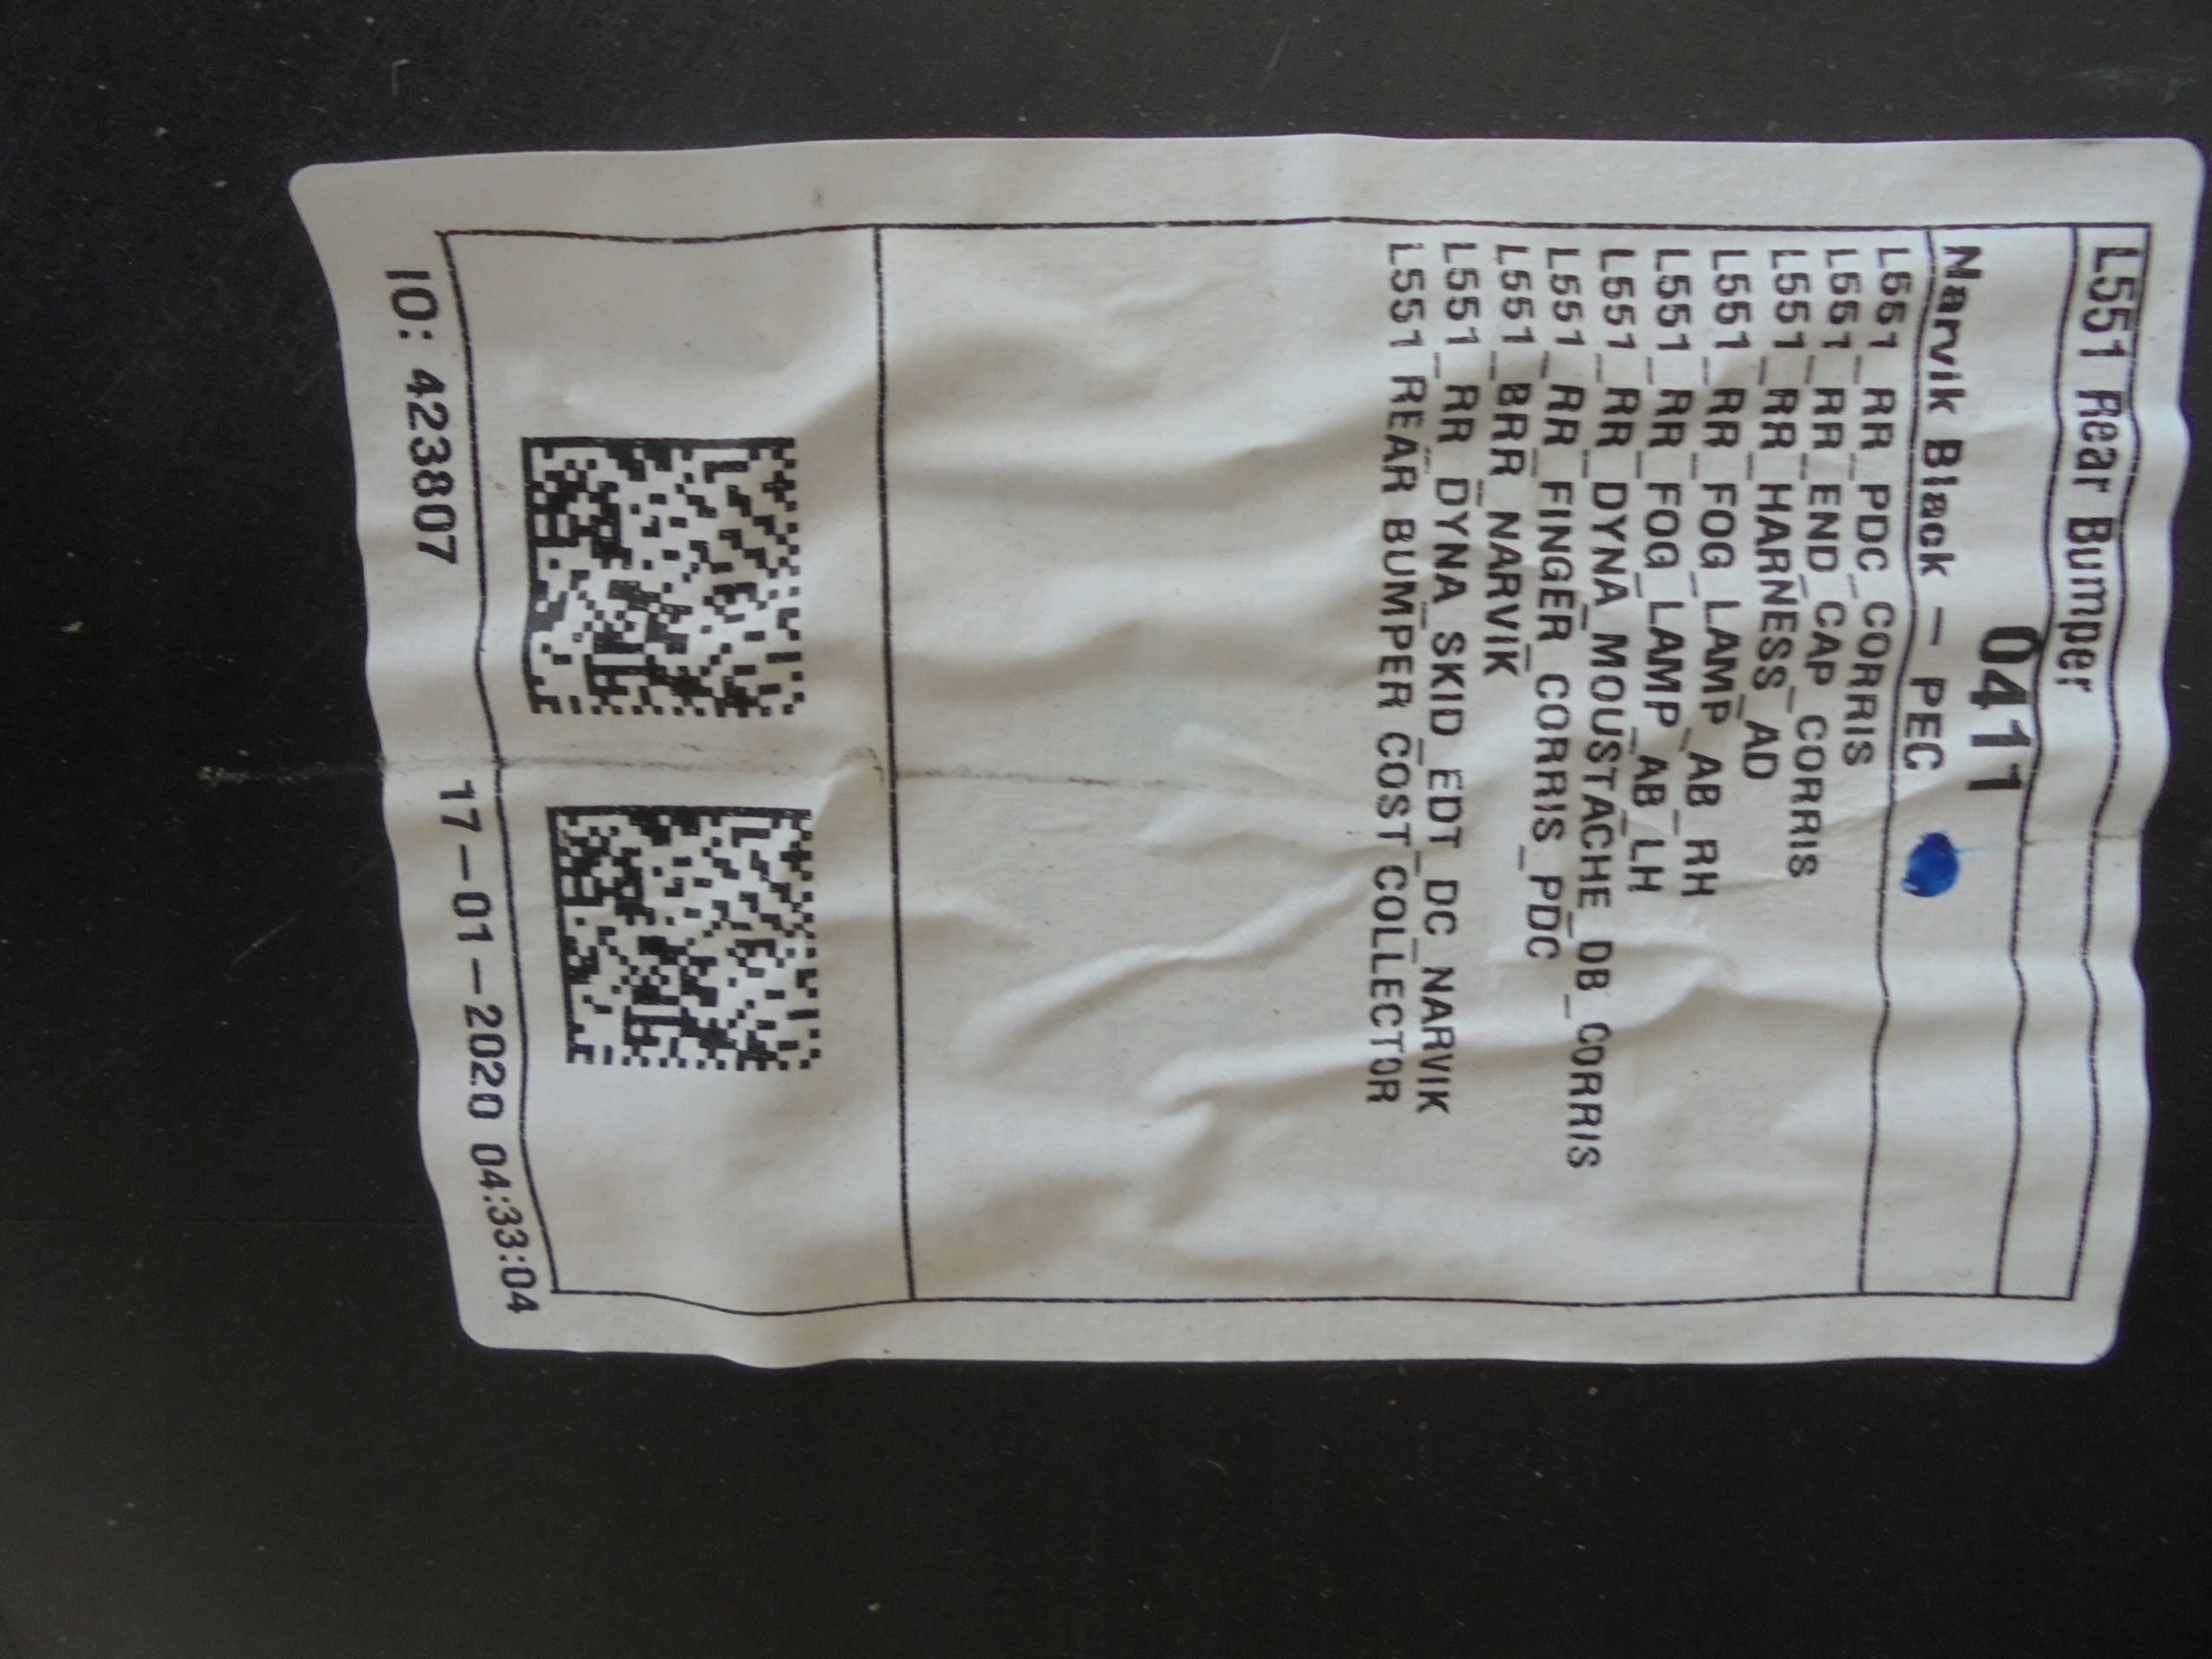 L551 Rear Bumper
0411
Narvik Black - PEC
L551_RR_PDC_CORRIS
L551_RR_END_CAP_CORRIS
L551_RR_HARNESS_AD
L551_RR_FOG_LAMP_AB_RH
L551_RR_FOG_LAMP_AB_LH
L551_RR_DYNA_MOUSTACHE_DB_CORRIS
L551_RR_FINGER_CORRIS_PDC
L551_BRR_NARVIK
L551_RR_DYNA_SKID_EDT_DC_NARVIK
L551 REAR BUMPER COST COLLECTOR
IO: 423807 17-01-2020 04:33:04